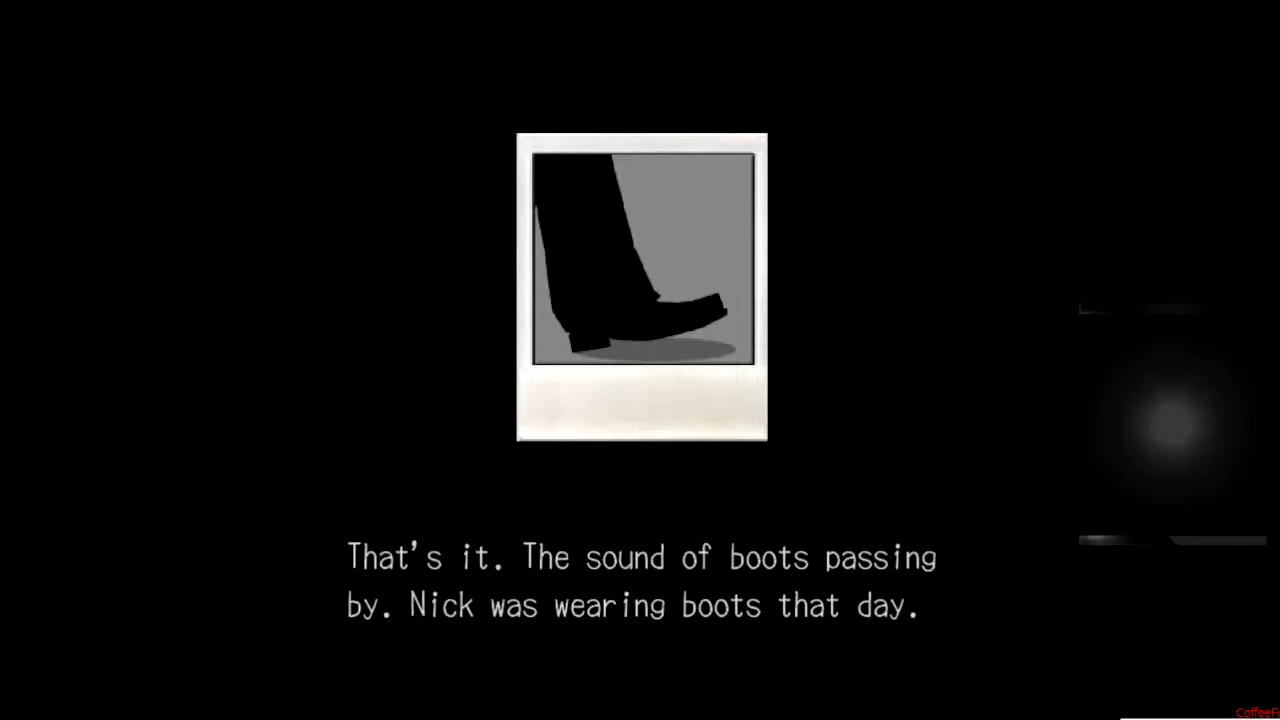 That's it. The sound of boots passing
by. Nick was wearing boots that day.